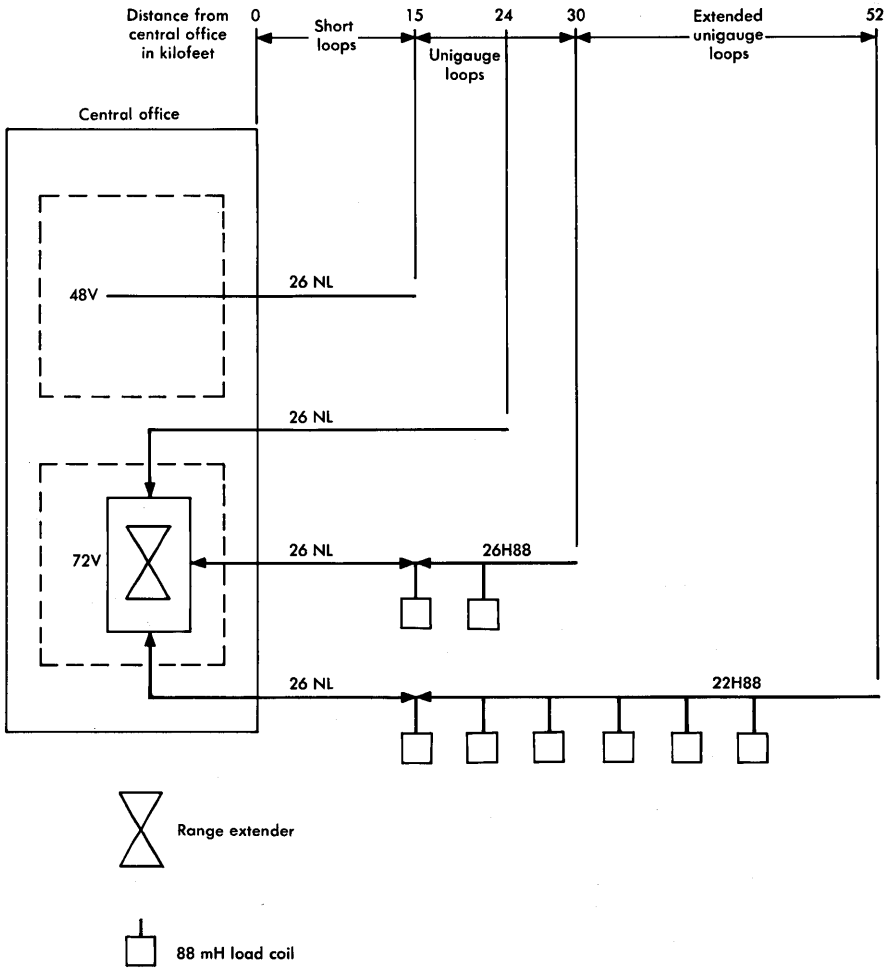 Distance from
central office
in kilofeet
0
15
24
30
52
Short
loops
Unigauge
loops
Extended
unigauge
loops
Central office
48V
26 NL
26 NL
72V
26 NL
26H88
26 NL
22H88
Range extender
88 mH load coil